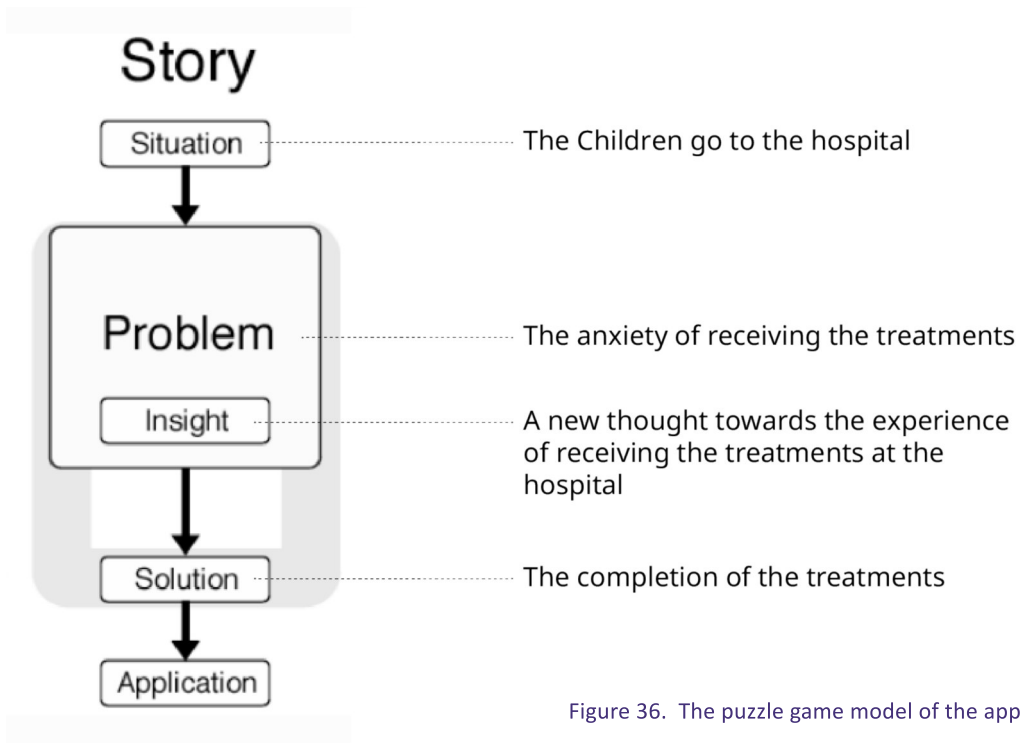 Story
Situation
The Children go to the hospital
Problem
The anxiety of receiving the treatments
Insight
A new thought towards the experience
of receiving the treatments at the
hospital
Solution
The completion of the treatments
Application
Figure 36. The puzzle game model of the app